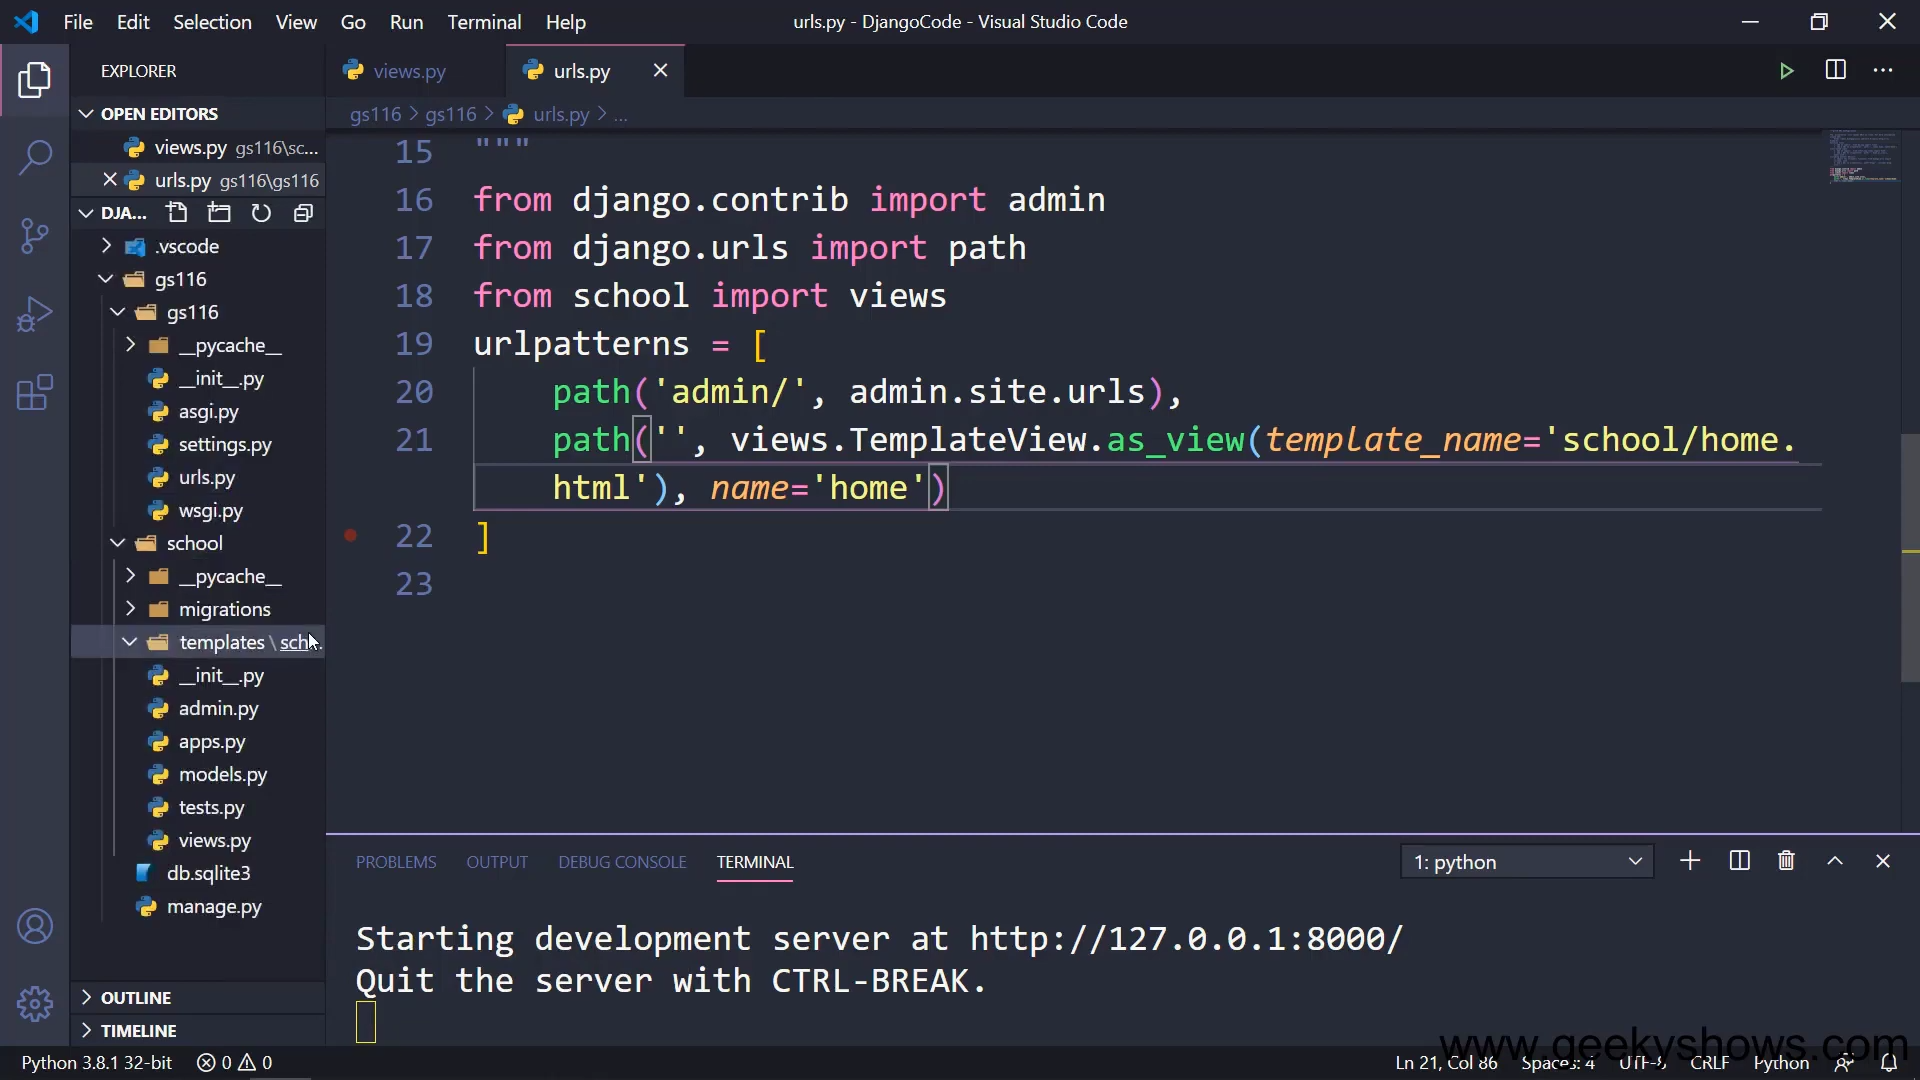 File Edit Selection View Go Run Terminal Help
urls.py - DjangoCode - Visual Studio Code
EXPLORER
OPEN EDITORS
views.py gs116\sc...
urls.py gs116\gs116
DJA...
.vscode
gs116
gs116
__pycache__
__init__.py
asgi.py
settings.py
urls.py
wsgi.py
school
__pycache__
migrations
templates \ sch...
__init__.py
admin.py
apps.py
models.py
tests.py
views.py
db.sqlite3
manage.py
OUTLINE
TIMELINE
views.py
urls.py
gs116 > gs116 > urls.py > ...
15 """
16 from django.contrib import admin
17 from django.urls import path
18 from school import views
19 urlpatterns = [
20 path('admin/', admin.site.urls),
21 path('', views.TemplateView.as_view(template_name='school/home.
html'), name='home')
22 ]
23
PROBLEMS OUTPUT DEBUG CONSOLE TERMINAL
1: python
Starting development server at http://127.0.0.1:8000/
Quit the server with CTRL-BREAK.
www.geekyshows.com
Python 3.8.1 32-bit 0 0
Ln 21, Col 86 Spaces: 4 UTF-8 CRLF Python